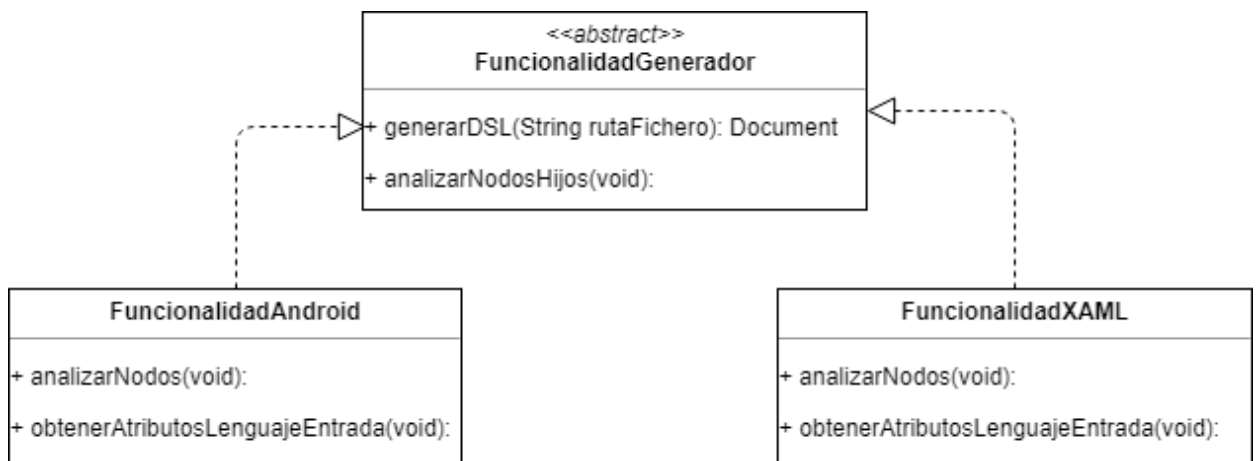 <<abstract>>
FuncionalidadGenerador
+ generarDSL(String rutaFichero): Document
+ analizarNodosHijos(void):
FuncionalidadAndroid
+ analizarNodos(void):
+ obtenerAtributosLenguajeEntrada(void):
FuncionalidadXAML
+ analizarNodos(void):
+ obtenerAtributosLenguajeEntrada(void):